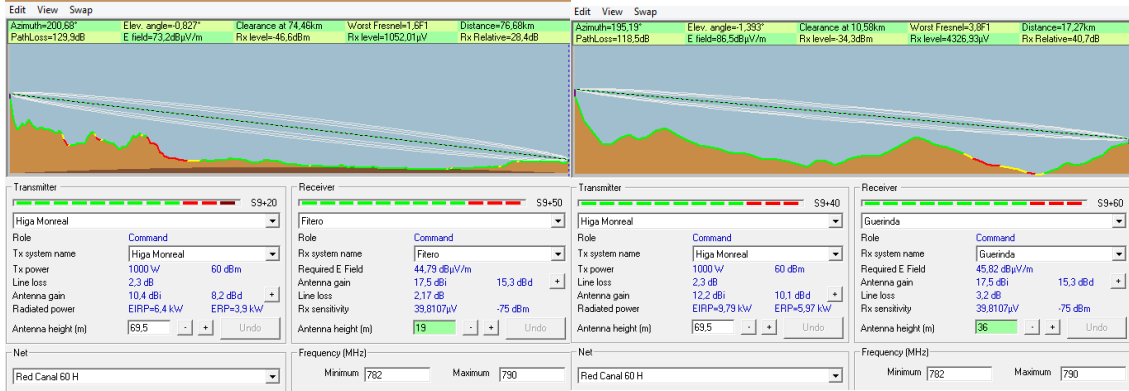 Edit View Swap
Azimuth=200,68° Elev. angle=-0,827° Clearance at 74,46km Worst Fresnel=1,6F1 Distance=76,68km
PathLoss=129,9dB E field=73,2dBμV/m Rx level=-46,6dBm Rx level=1052,01μV Rx Relative=28,4dB
Transmitter
S9+20
Higa Monreal
Role Command
Tx system name Higa Monreal
Tx power 1000 W 60 dBm
Line loss 2,3 dB
Antenna gain 10,4 dBi 8,2 dBd +
Radiated power EIRP=6,4 kW ERP=3,9 kW
Antenna height (m) 69,5 - + Undo
Net
Red Canal 60 H
Receiver
S9+50
Fitero
Role Command
Rx system name Fitero
Required E Field 44,79 dBμV/m
Antenna gain 17,5 dBi 15,3 dBd +
Line loss 2,17 dB
Rx sensitivity 39,8107μV -75 dBm
Antenna height (m) 19 - + Undo
Frequency (MHz)
Minimum 782 Maximum 790
Edit View Swap
Azimuth=195,19° Elev. angle=-1,393° Clearance at 10,58km Worst Fresnel=3,8F1 Distance=17,27km
PathLoss=118,5dB E field=86,5dBμV/m Rx level=-34,3dBm Rx level=4326,93μV Rx Relative=40,7dB
Transmitter
S9+40
Higa Monreal
Role Command
Tx system name Higa Monreal
Tx power 1000 W 60 dBm
Line loss 2,3 dB
Antenna gain 12,2 dBi 10,1 dBd +
Radiated power EIRP=9,79 kW ERP=5,97 kW
Antenna height (m) 69,5 - + Undo
Net
Red Canal 60 H
Receiver
S9+60
Guerinda
Role Command
Rx system name Guerinda
Required E Field 45,82 dBμV/m
Antenna gain 17,5 dBi 15,3 dBd +
Line loss 3,2 dB
Rx sensitivity 39,8107μV -75 dBm
Antenna height (m) 36 - + Undo
Frequency (MHz)
Minimum 782 Maximum 790